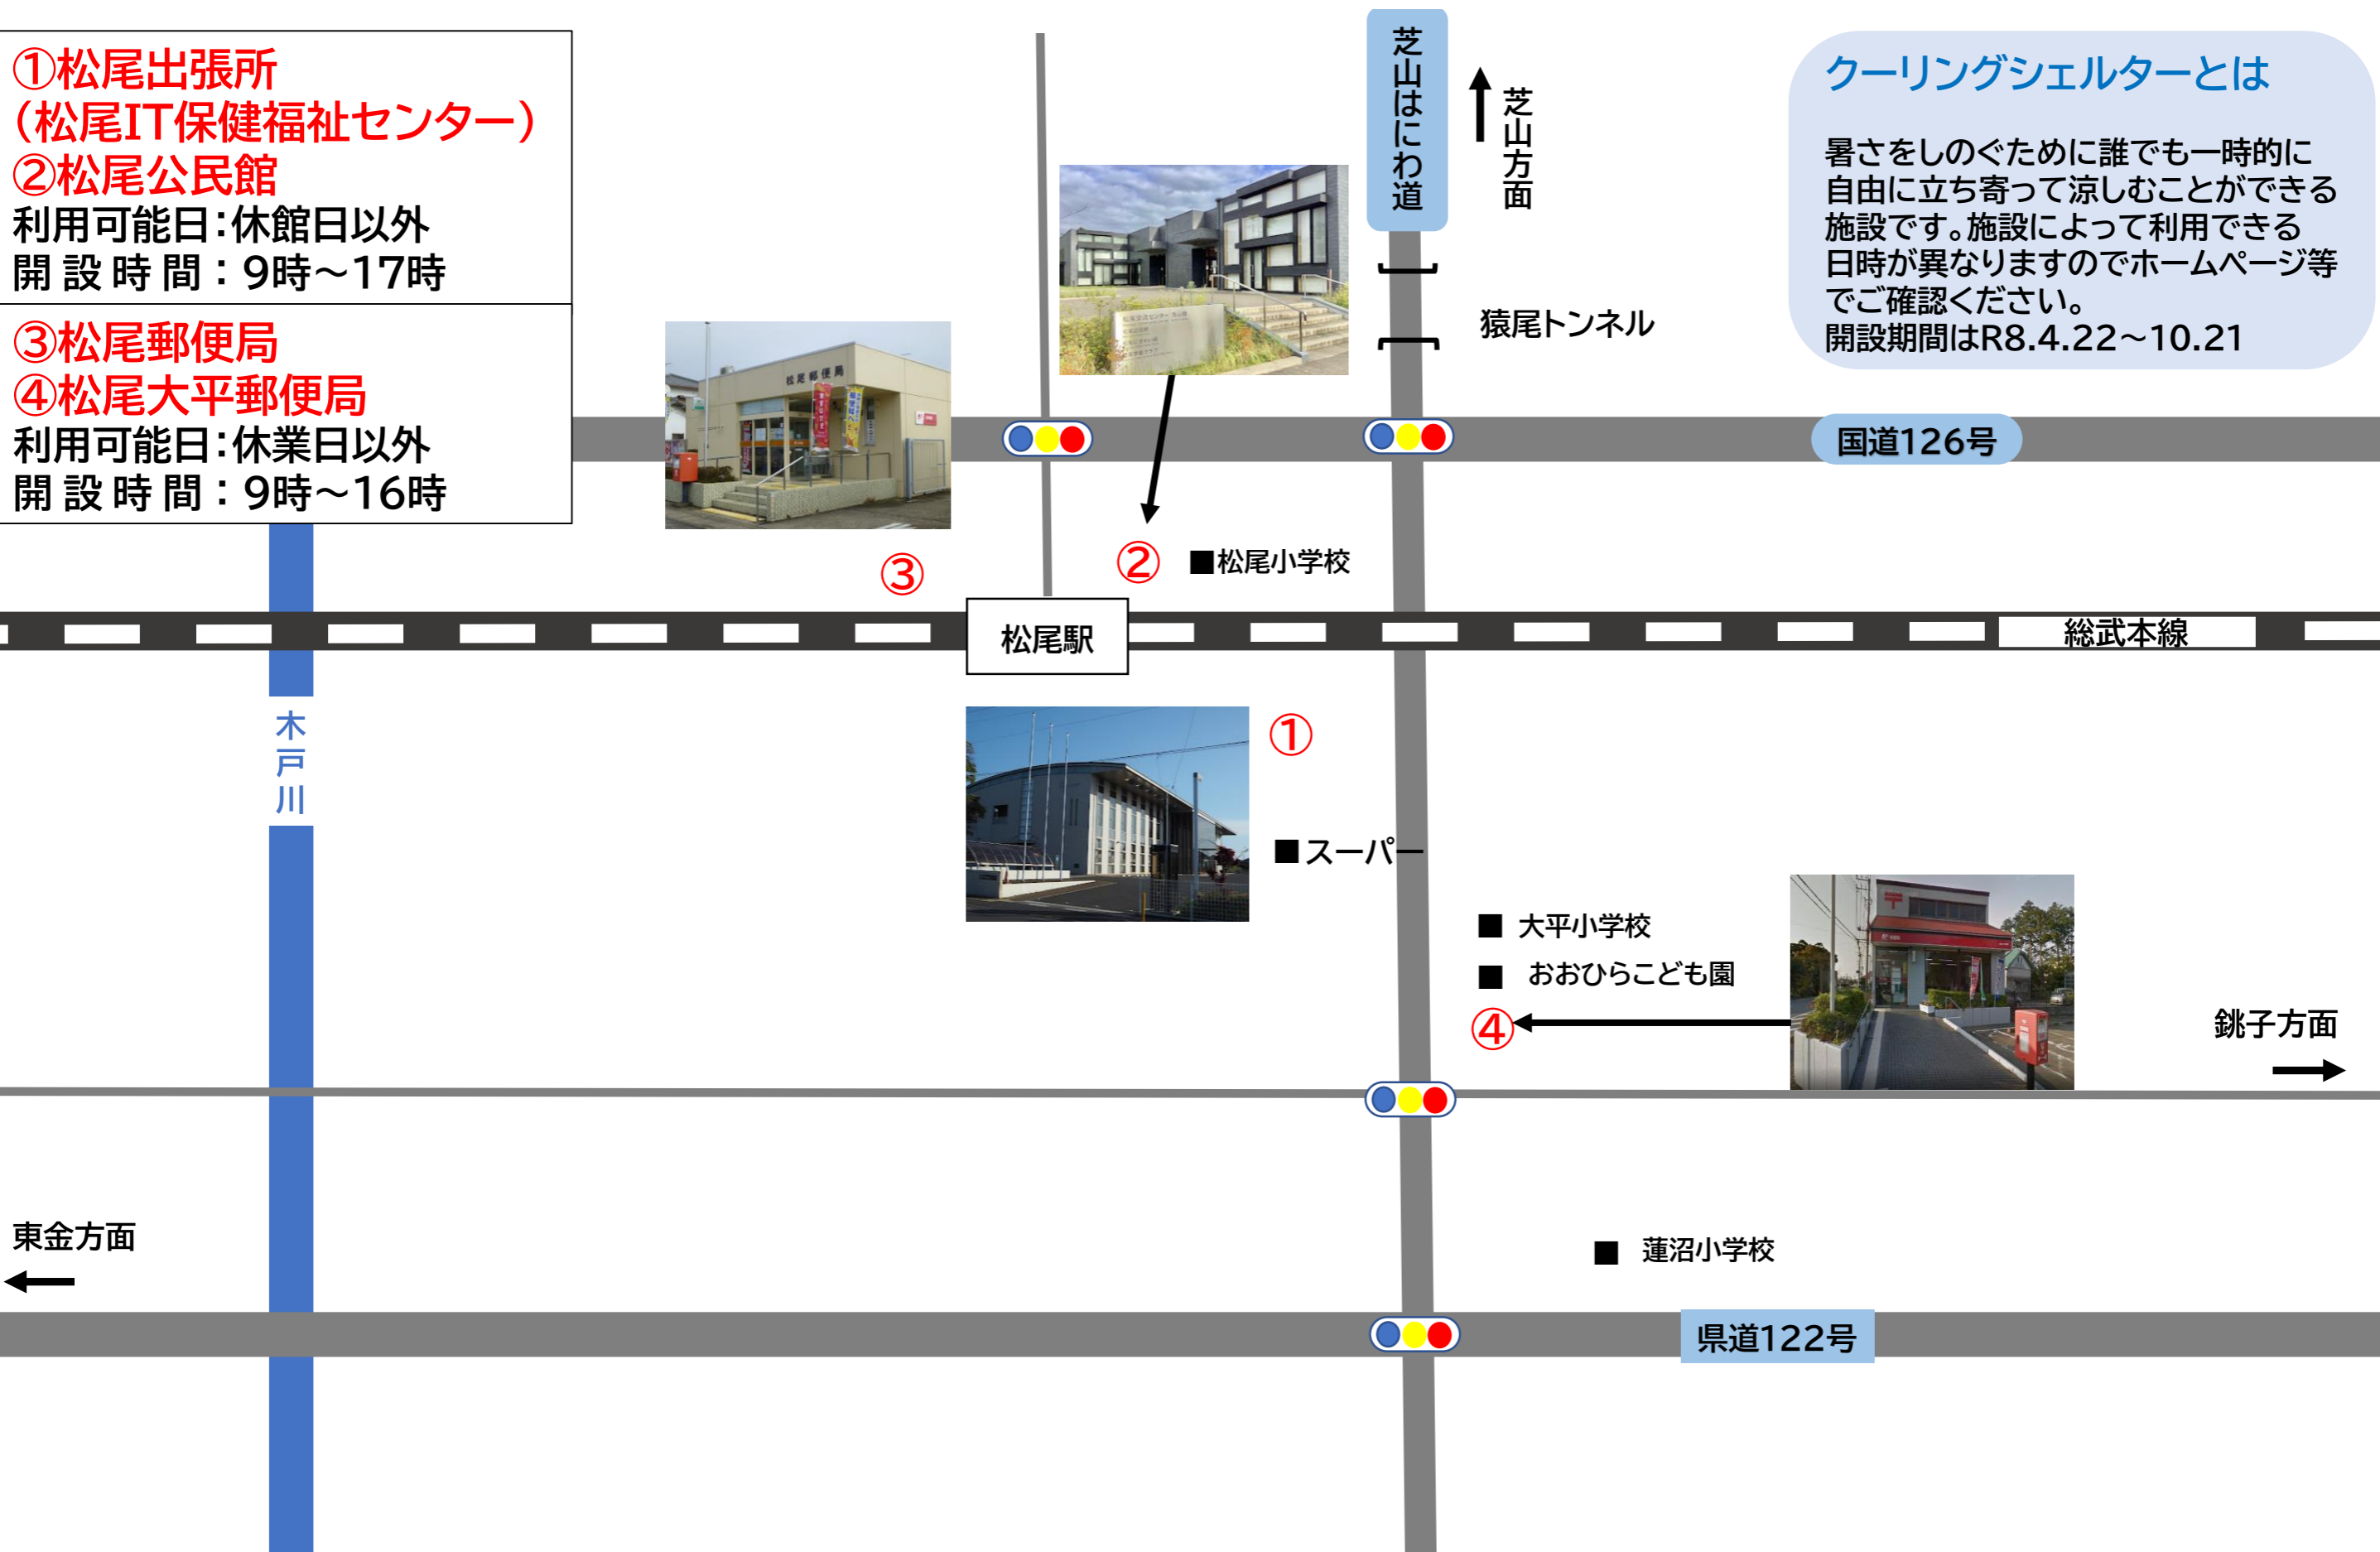 ①松尾出張所
(松尾IT保健福祉センター)
②松尾公民館
利用可能日:休館日以外
開設時間:9時~17時
③松尾郵便局
④松尾大平郵便局
利用可能日:休業日以外
開設時間:9時~16時
芝山はにわ道
芝山方面
クーリングシェルターとは
暑さをしのぐために誰でも一時的に
自由に立ち寄って涼しむことができる
施設です。施設によって利用できる
日時が異なりますのでホームページ等
でご確認ください。
開設期間はR8.4.22~10.21
猿尾トンネル
松尾郵便局
国道126号
③
②
■松尾小学校
松尾駅
総武本線
木戸川
①
■スーパー
■ 大平小学校
■ おおひらこども園
④
銚子方面
東金方面
■ 蓮沼小学校
県道122号